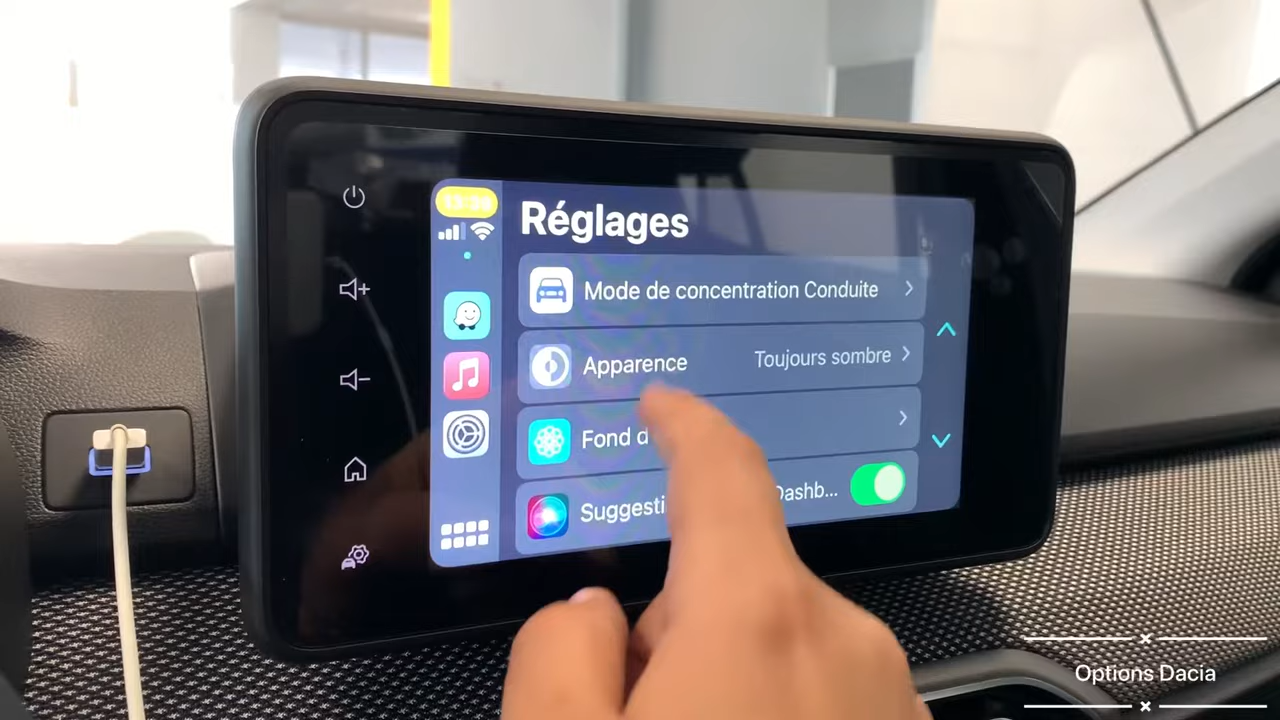 Réglages
Mode de concentration Conduite
Apparence Toujours sombre
Fond d
Suggesti Dashb...
Options Dacia